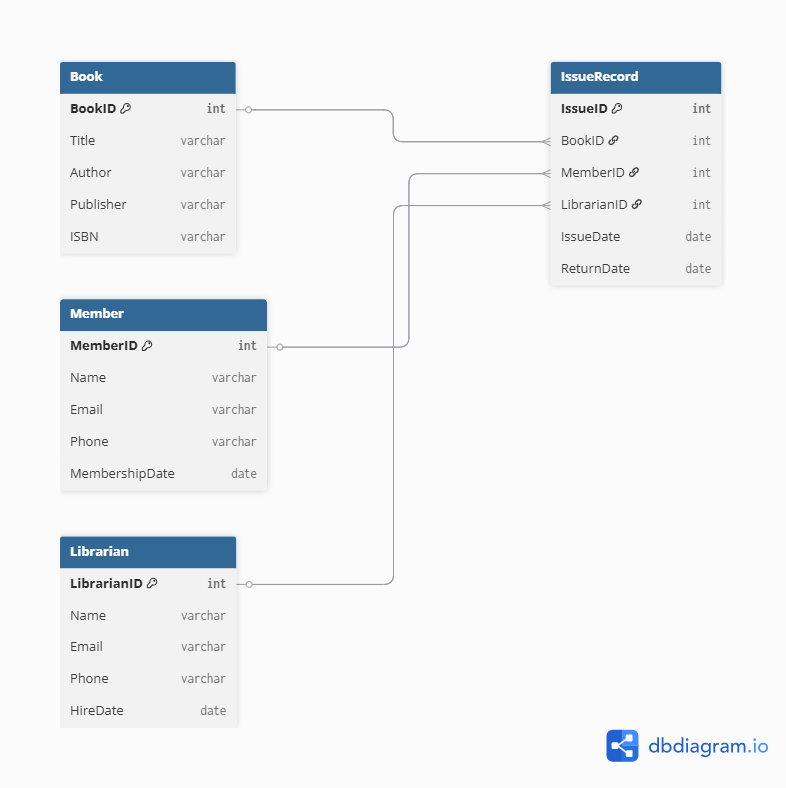 Book
BookID int
Title varchar
Author varchar
Publisher varchar
ISBN varchar
IssueRecord
IssueID int
BookID int
MemberID int
LibrarianID int
IssueDate date
ReturnDate date
Member
MemberID int
Name varchar
Email varchar
Phone varchar
MembershipDate date
Librarian
LibrarianID int
Name varchar
Email varchar
Phone varchar
HireDate date
dbdiagram.io